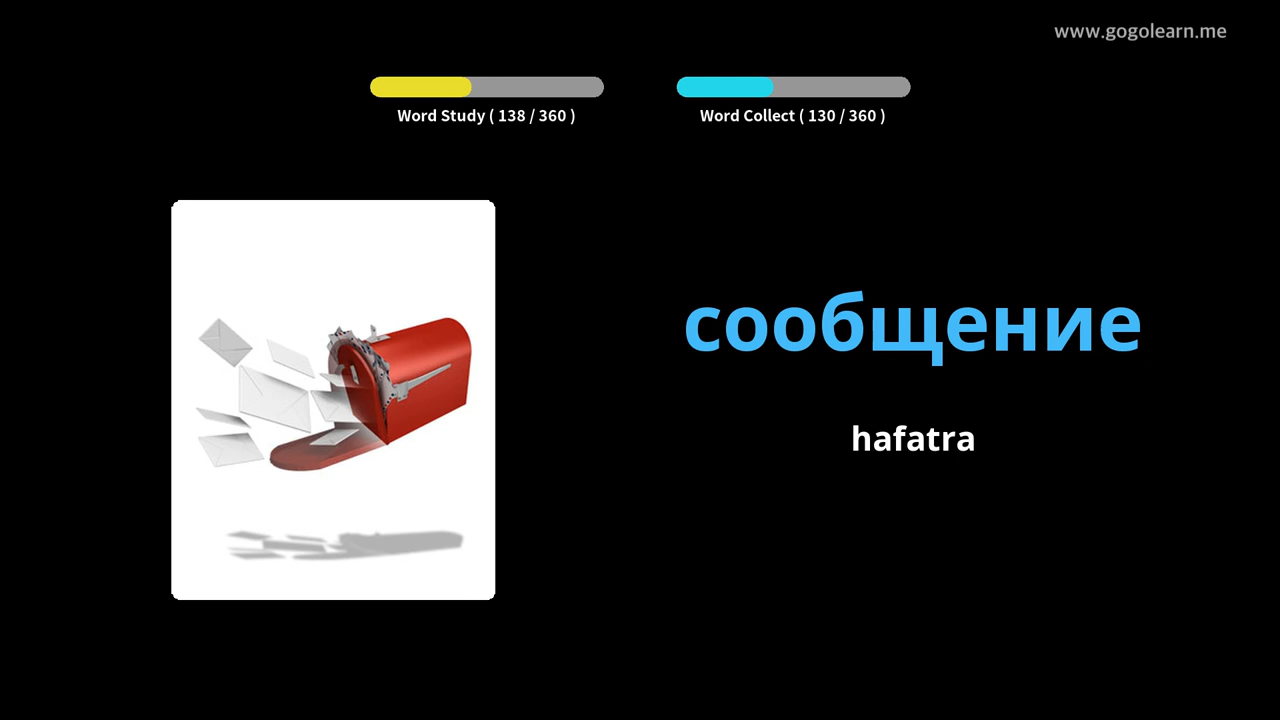 www.gogolearn.me
Word Study ( 138 / 360 )
Word Collect ( 130 / 360 )
сообщение
hafatra